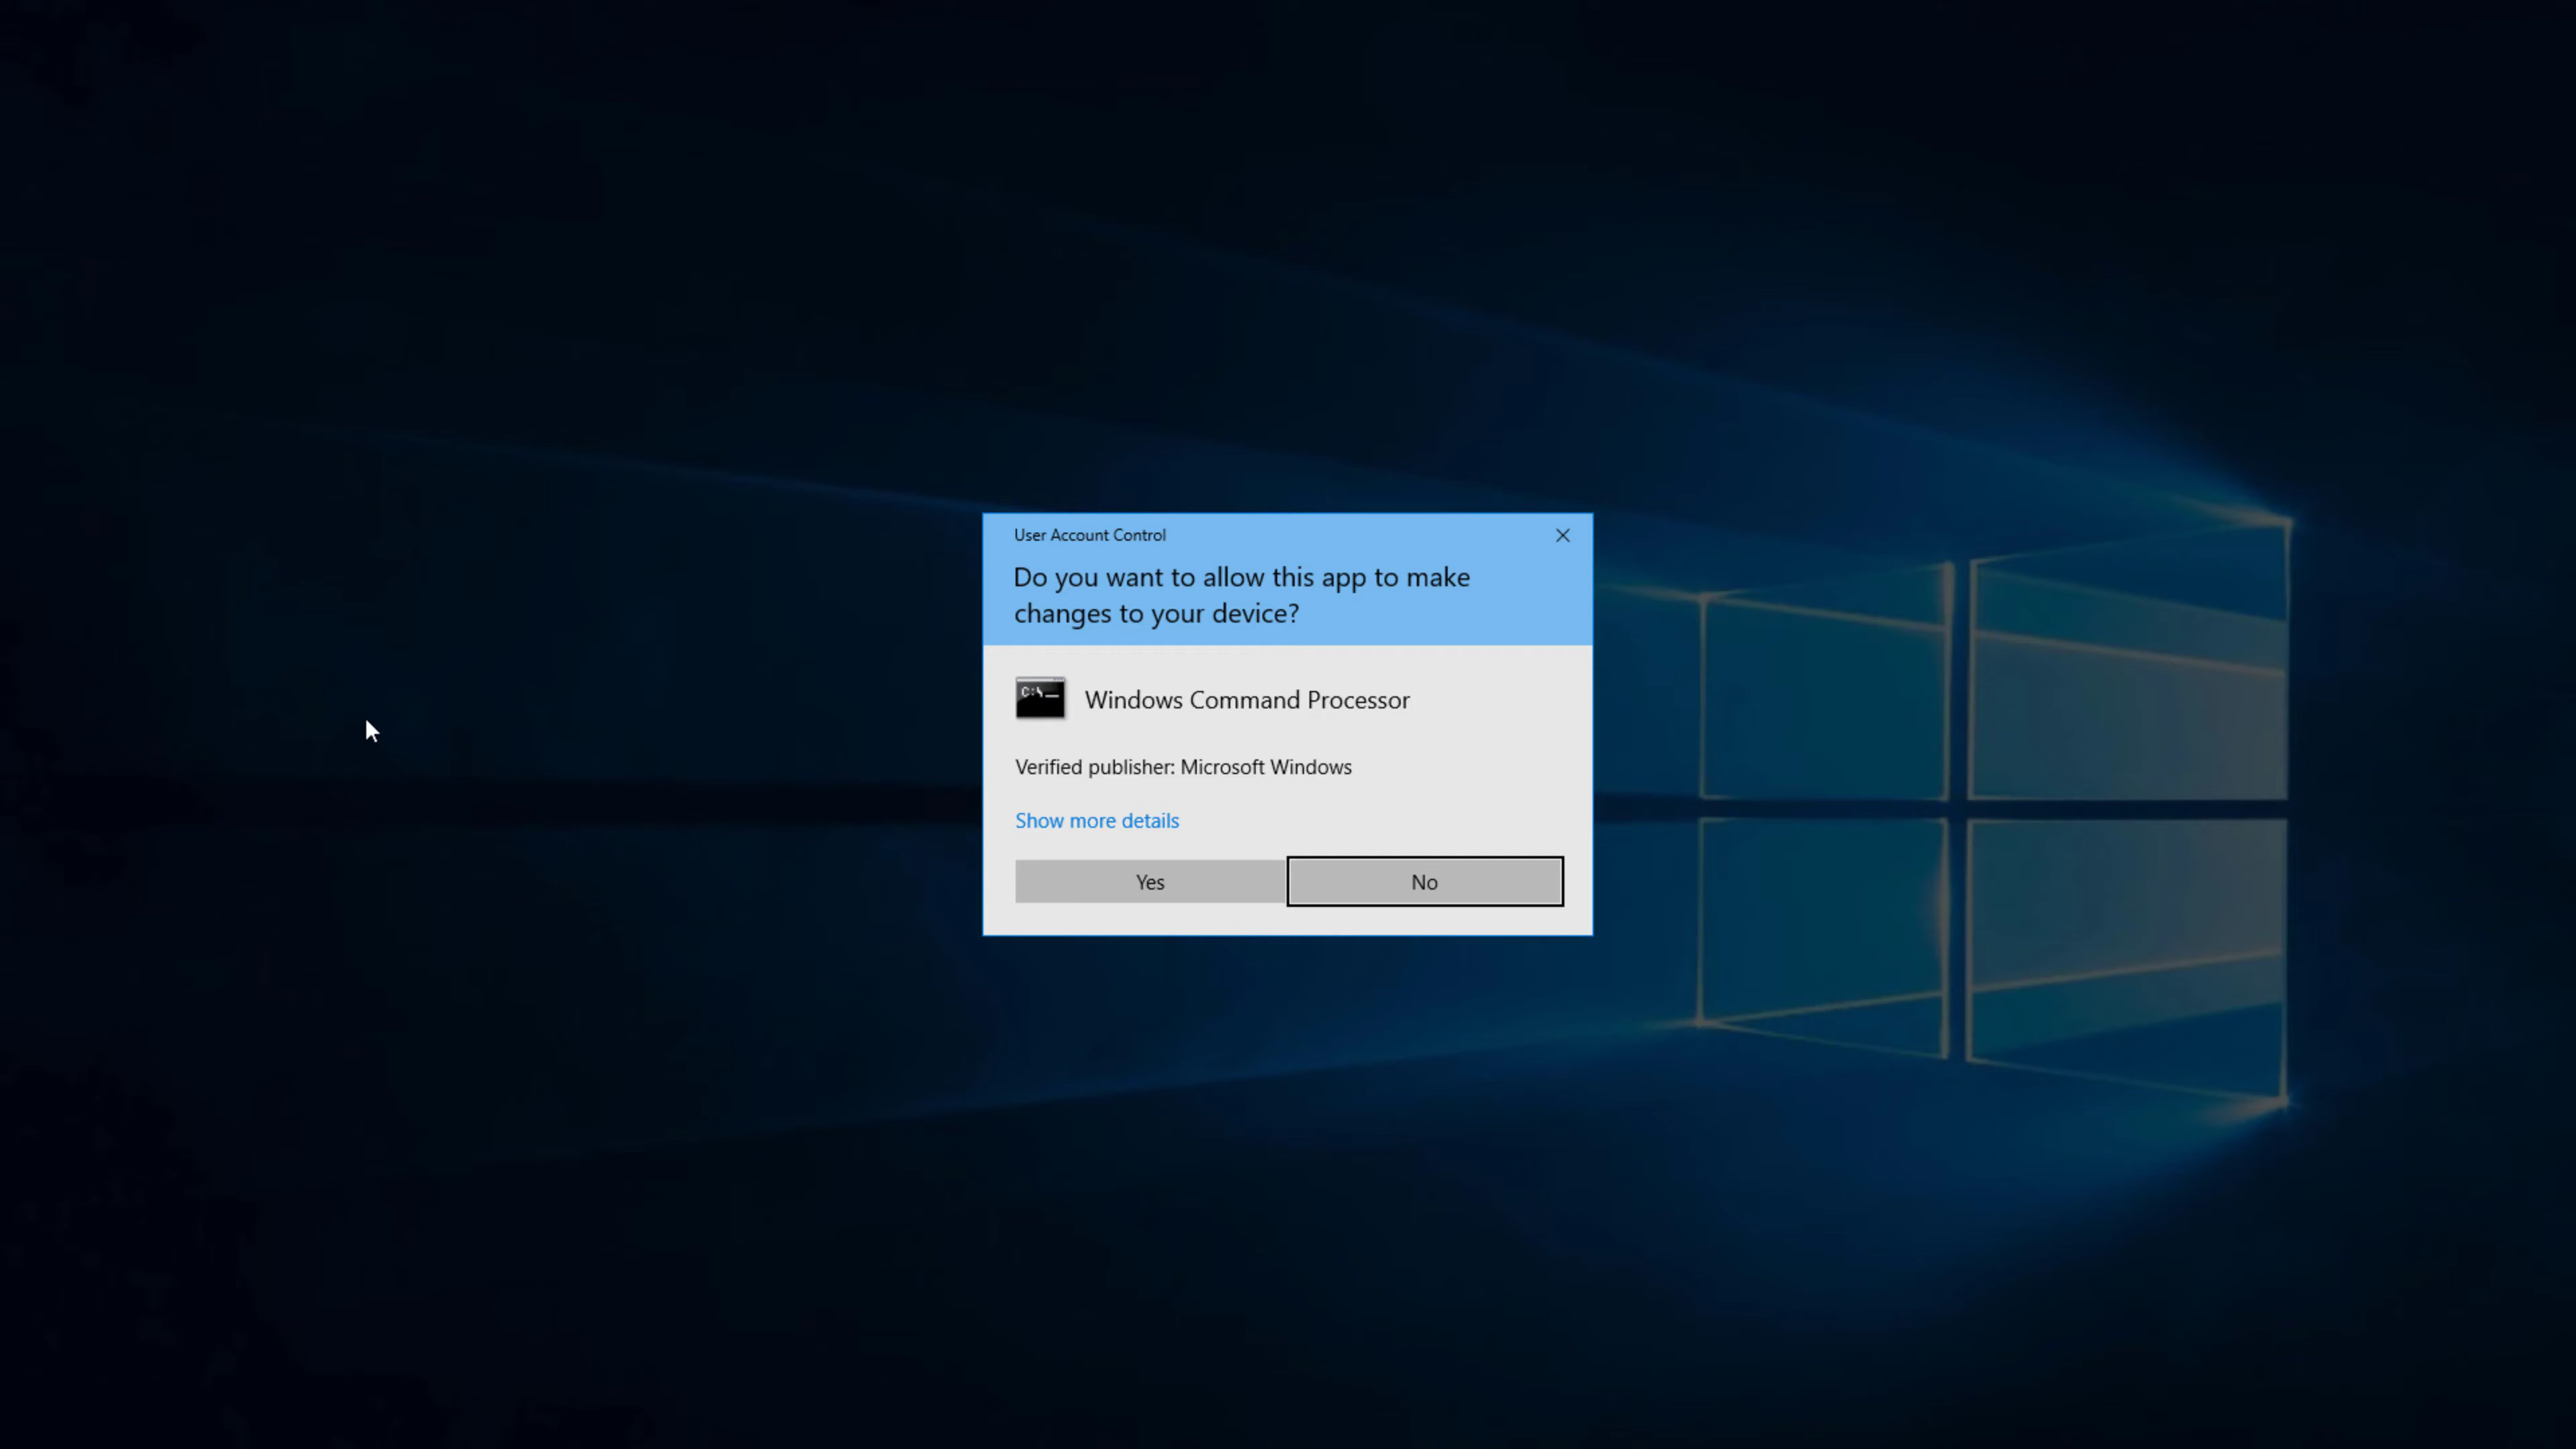 User Account Control
Do you want to allow this app to make
changes to your device?
C:\_
Windows Command Processor
Verified publisher: Microsoft Windows
Show more details
Yes
No